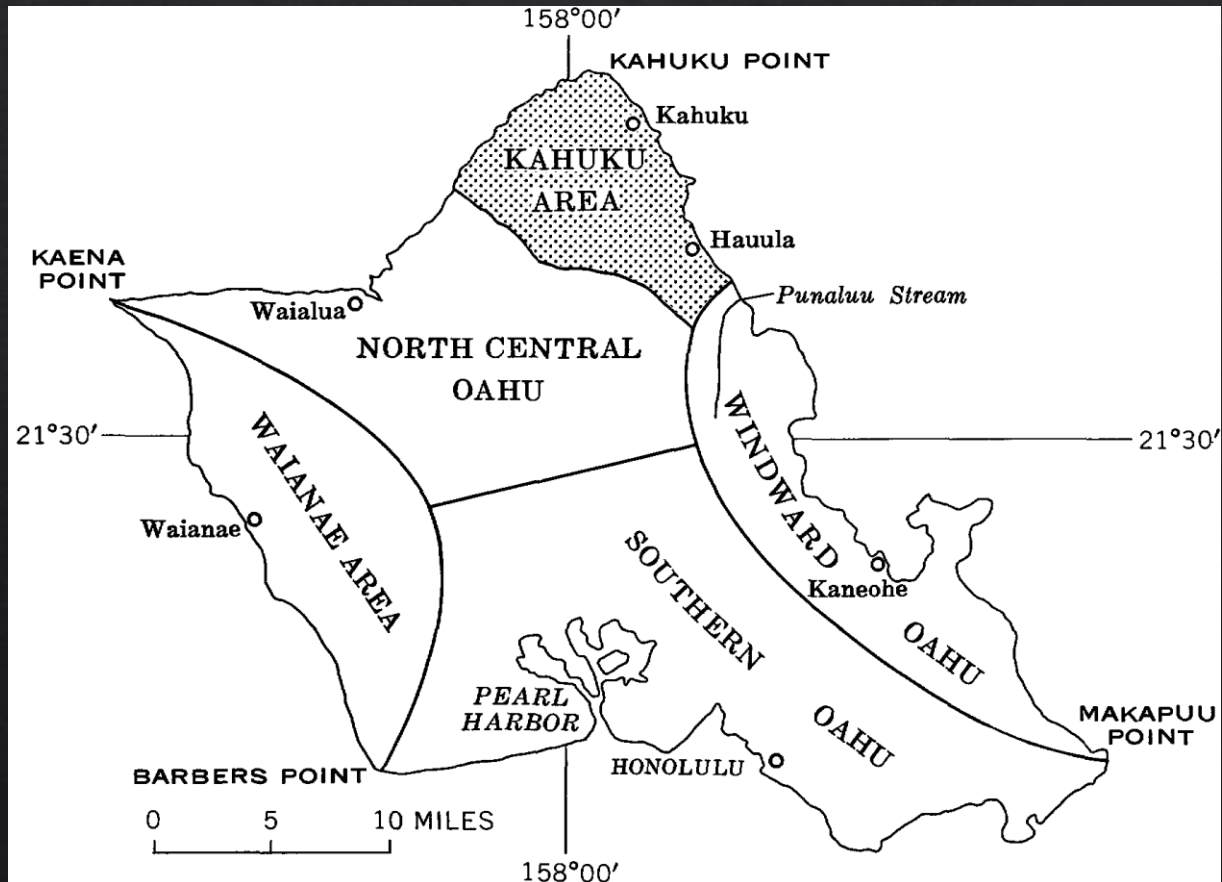 158°00'
KAHUKU POINT
Kahuku
KAHUKU
AREA
Hauula
KAENA
POINT
Punaluu Stream
Waialua
NORTH CENTRAL
OAHU
21°30'
21°30'
WINDWARD
OAHU
WAIANAE AREA
Waianae
SOUTHERN
OAHU
Kaneohe
PEARL
HARBOR
MAKAPUU
POINT
HONOLULU
BARBERS POINT
0 5 10 MILES
158°00'